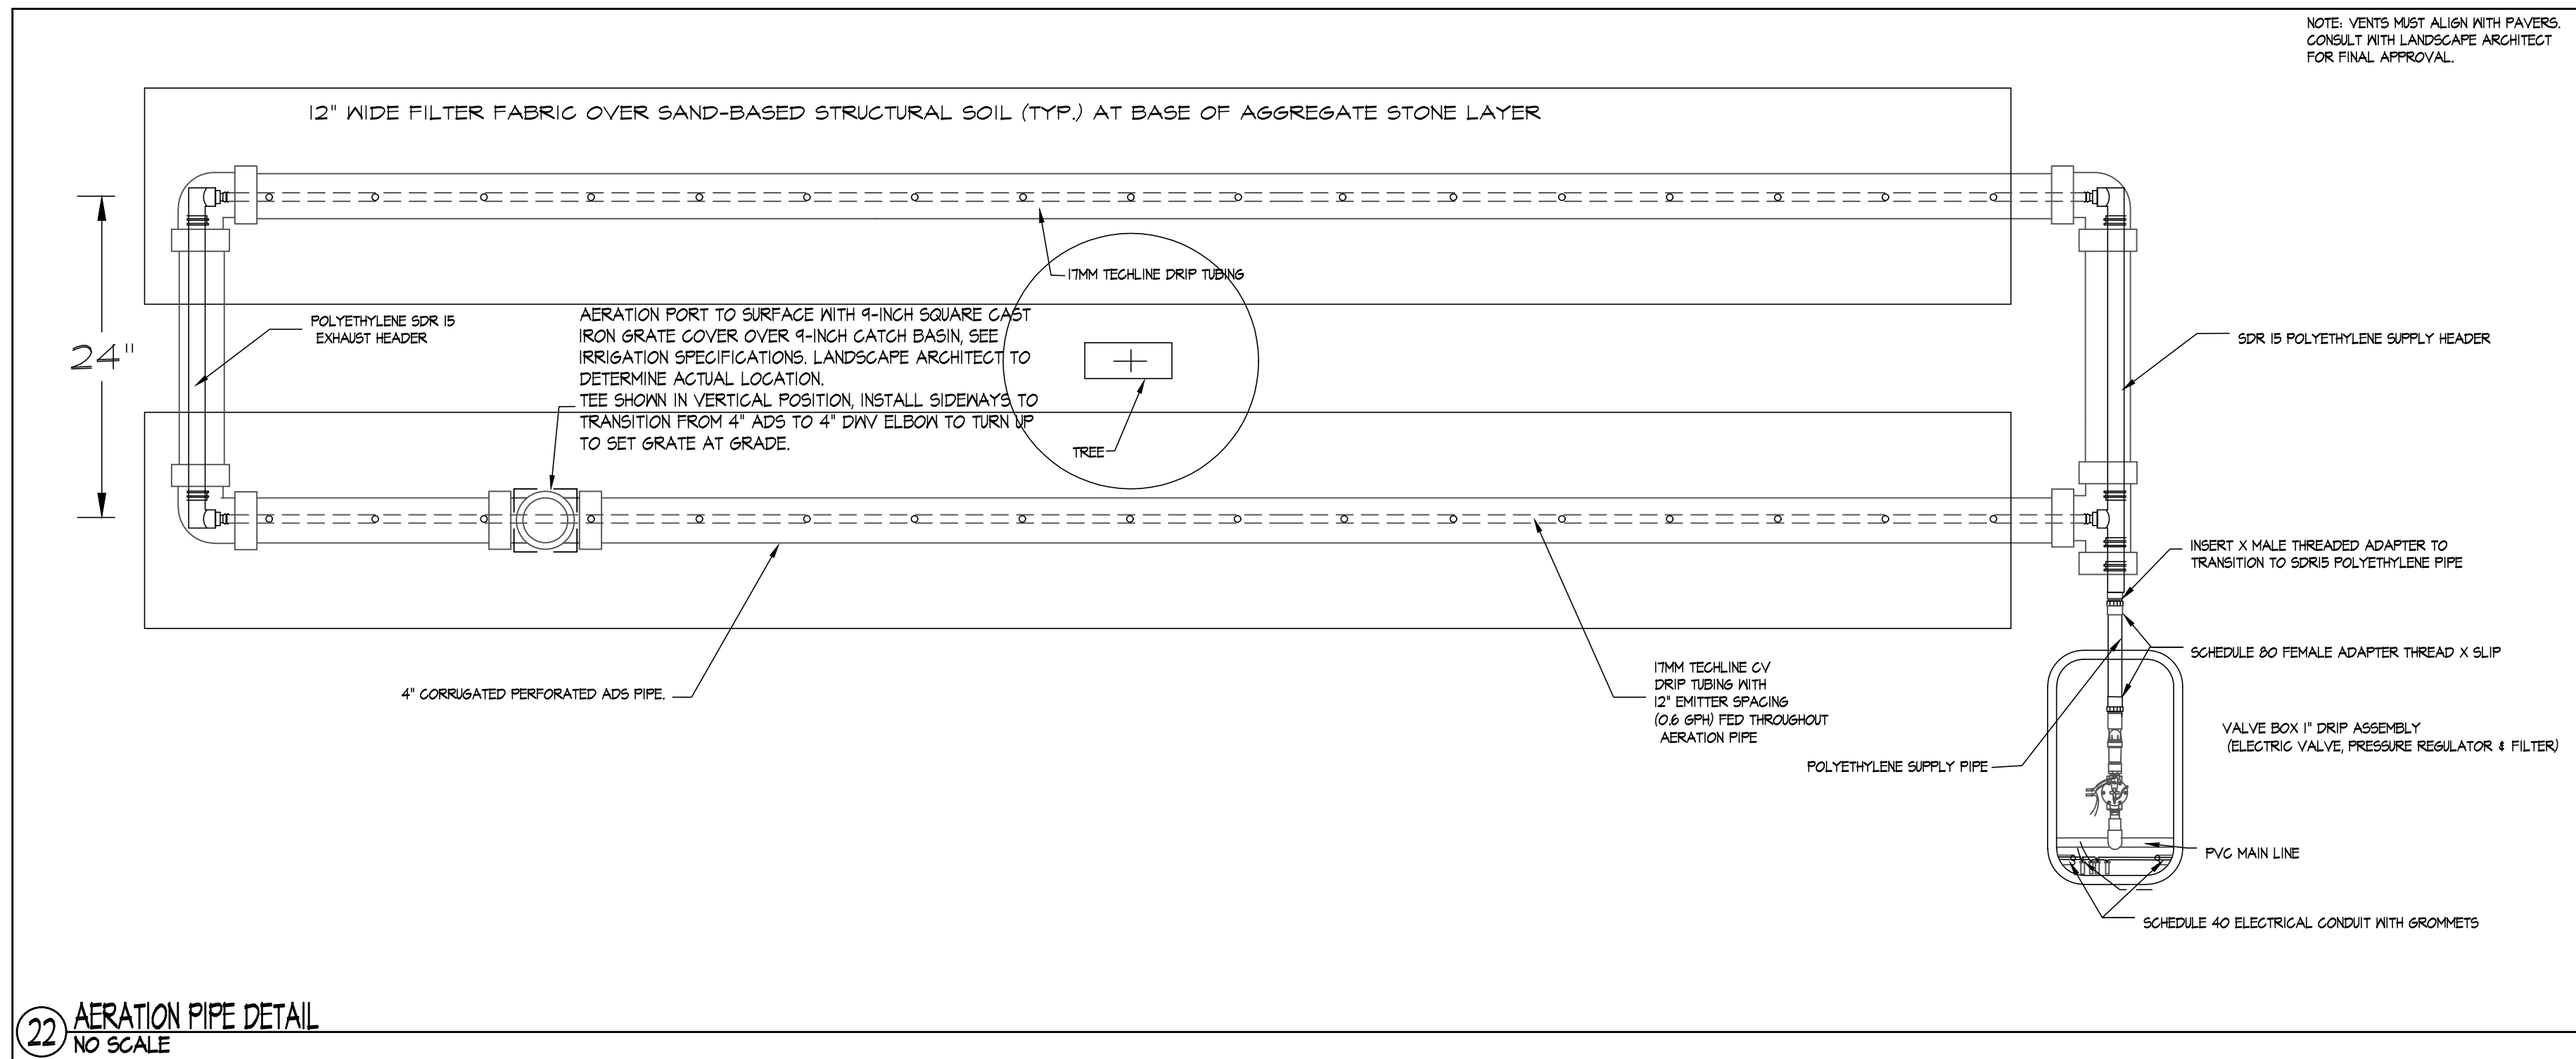 NOTE: VENTS MUST ALIGN WITH PAVERS.
CONSULT WITH LANDSCAPE ARCHITECT
FOR FINAL APPROVAL.
12" WIDE FILTER FABRIC OVER SAND-BASED STRUCTURAL SOIL (TYP.) AT BASE OF AGGREGATE STONE LAYER
17MM TECHLINE DRIP TUBING
24"
POLYETHYLENE SDR 15
EXHAUST HEADER
AERATION PORT TO SURFACE WITH 9-INCH SQUARE CAST
IRON GRATE COVER OVER 9-INCH CATCH BASIN, SEE
IRRIGATION SPECIFICATIONS. LANDSCAPE ARCHITECT TO
DETERMINE ACTUAL LOCATION.
TEE SHOWN IN VERTICAL POSITION, INSTALL SIDEWAYS TO
TRANSITION FROM 4" ADS TO 4" DWV ELBOW TO TURN UP
TO SET GRATE AT GRADE.
TREE
SDR 15 POLYETHYLENE SUPPLY HEADER
INSERT X MALE THREADED ADAPTER TO
TRANSITION TO SDR15 POLYETHYLENE PIPE
SCHEDULE 80 FEMALE ADAPTER THREAD X SLIP
4" CORRUGATED PERFORATED ADS PIPE.
17MM TECHLINE CV
DRIP TUBING WITH
12" EMITTER SPACING
(0.6 GPH) FED THROUGHOUT
AERATION PIPE
VALVE BOX 1" DRIP ASSEMBLY
(ELECTRIC VALVE, PRESSURE REGULATOR & FILTER)
POLYETHYLENE SUPPLY PIPE
PVC MAIN LINE
SCHEDULE 40 ELECTRICAL CONDUIT WITH GROMMETS
22
AERATION PIPE DETAIL
NO SCALE